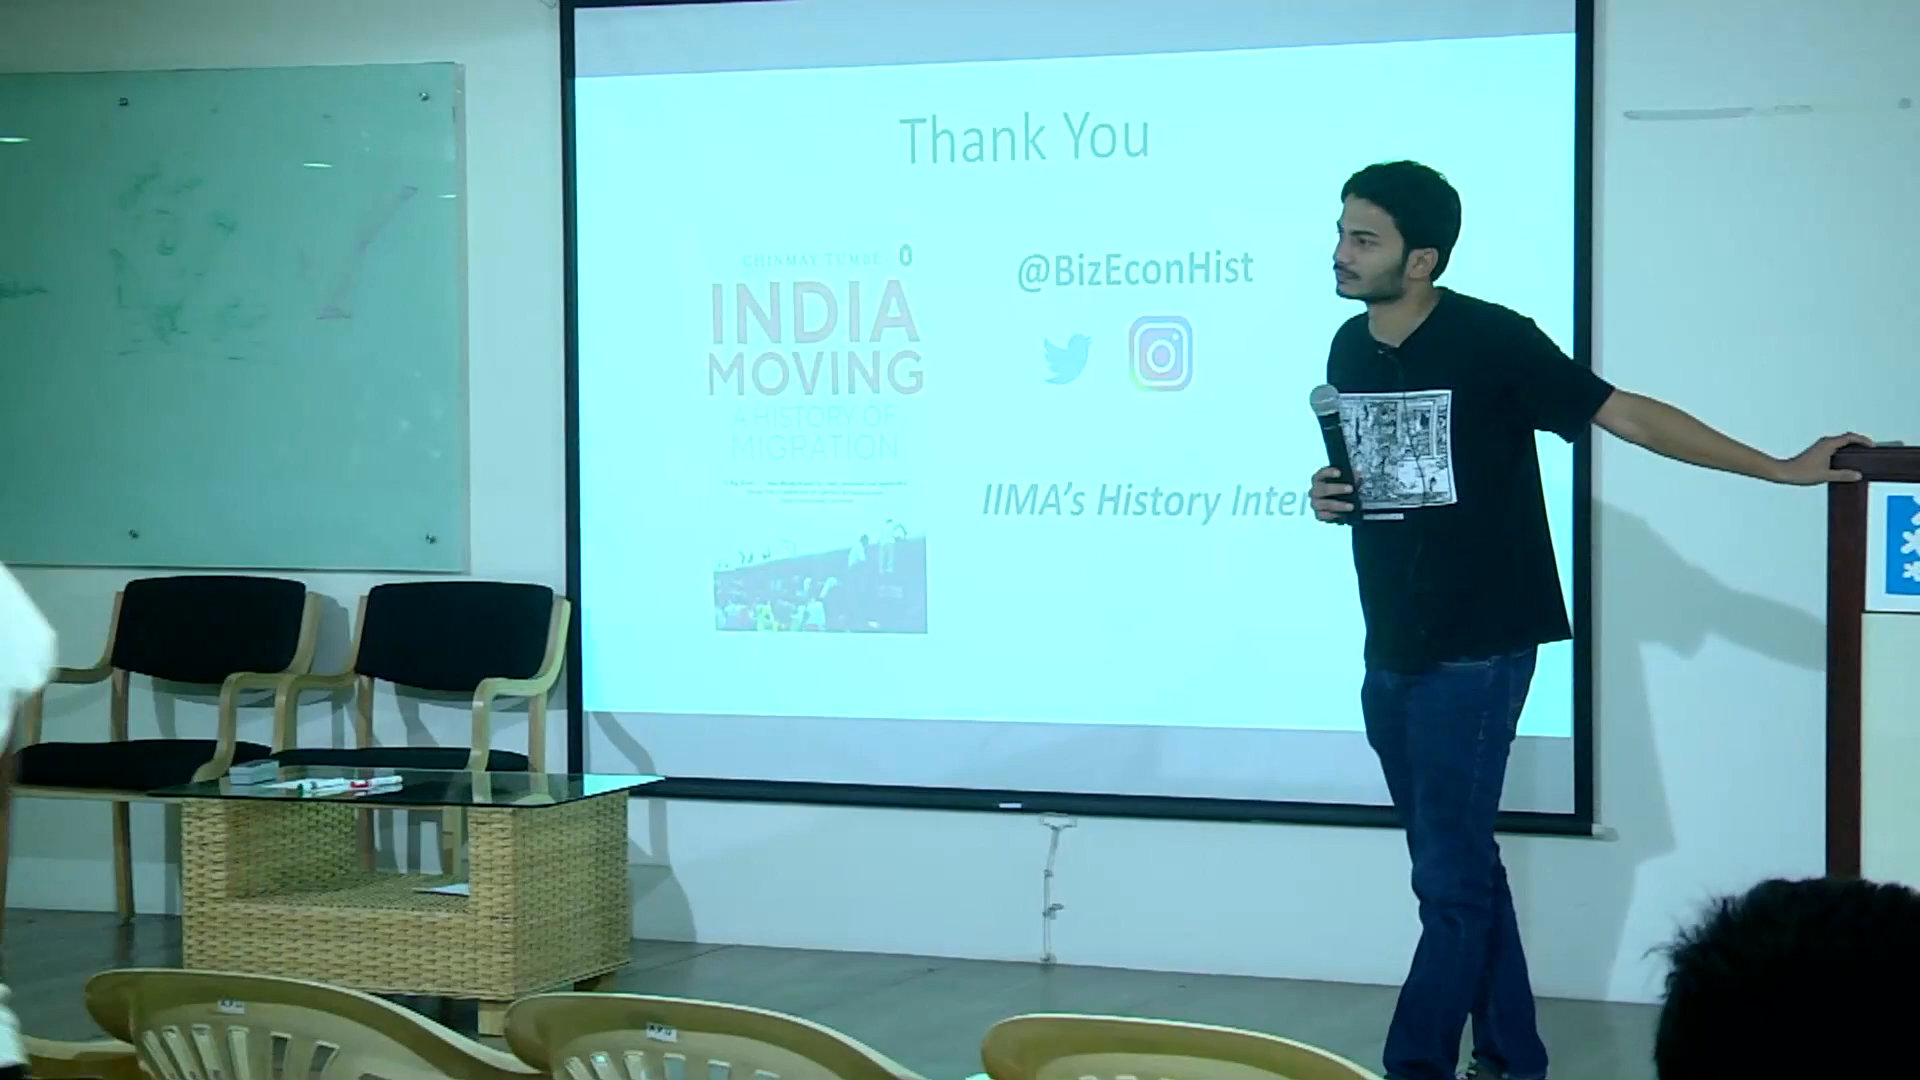 Thank You
CHINMAY TUMBE
INDIA
MOVING
A HISTORY OF
MIGRATION
@BizEconHist
IIMA's History Inter